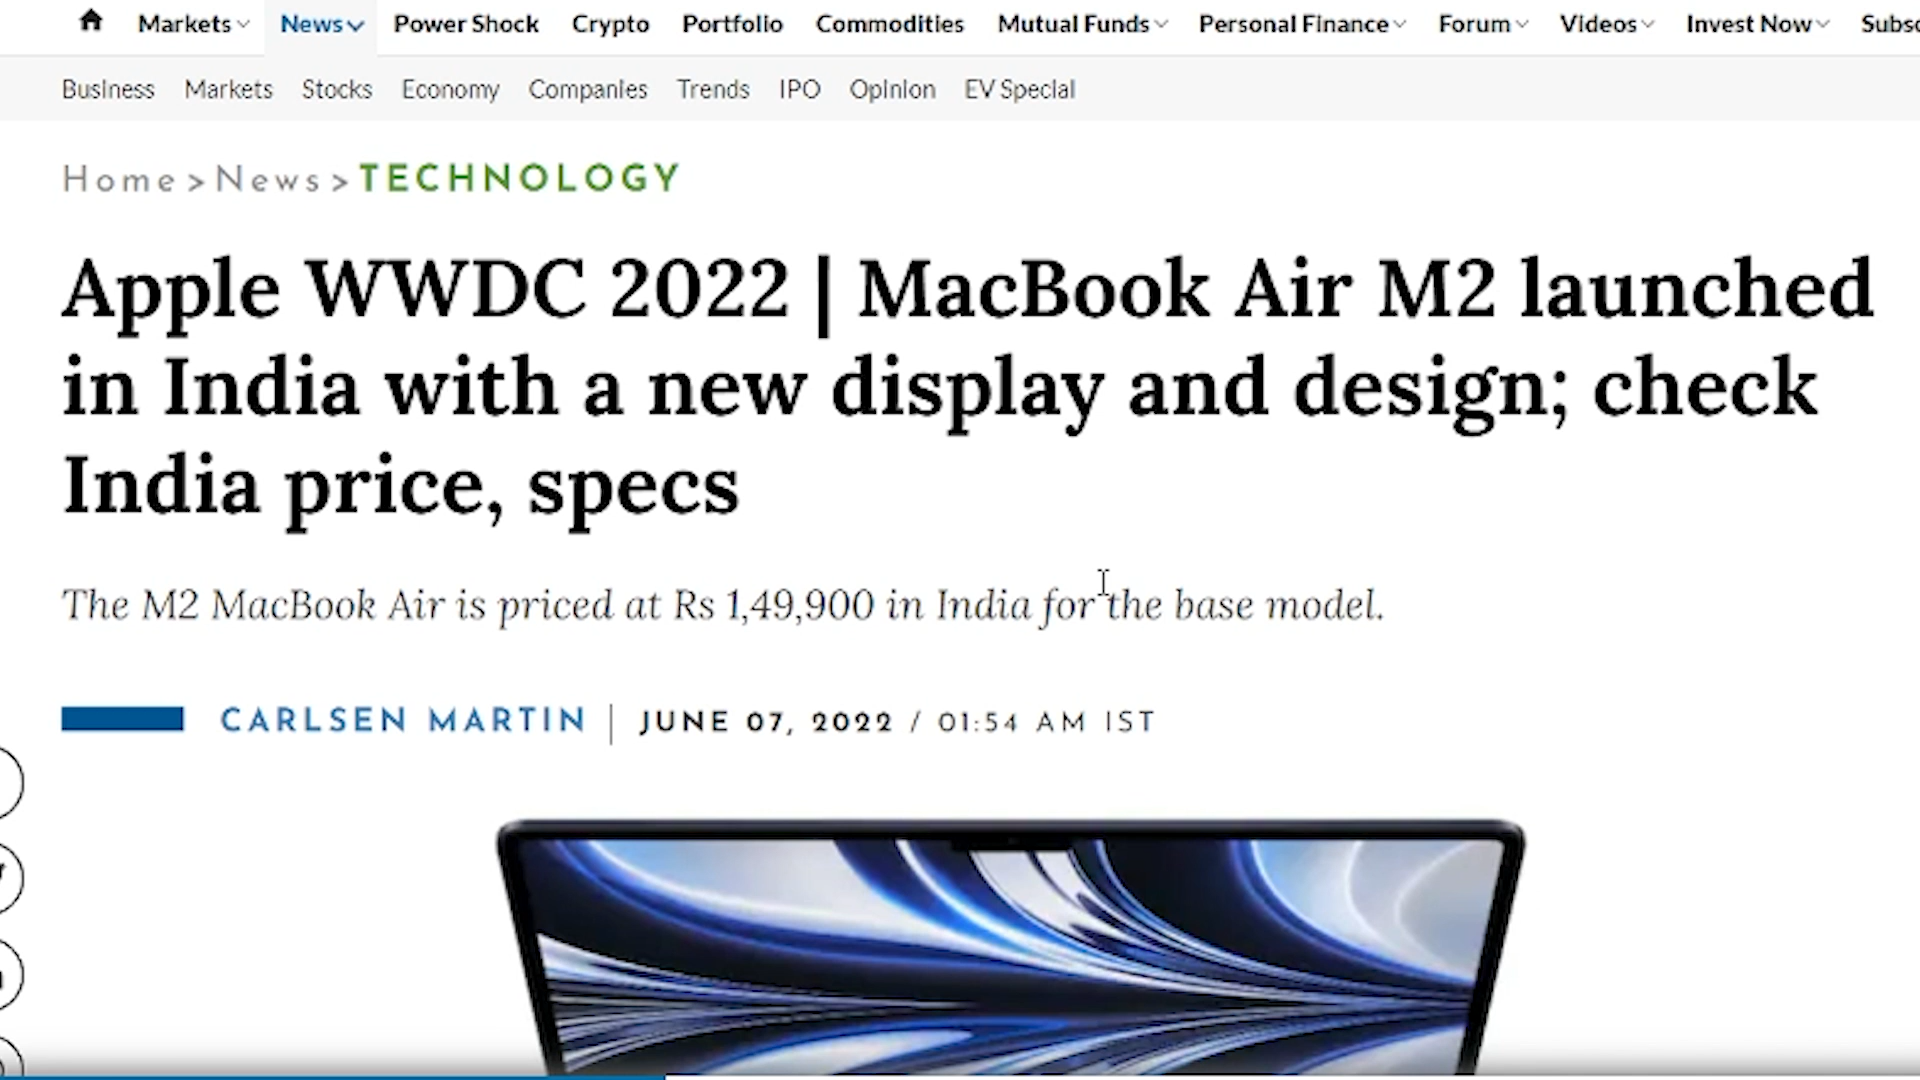 Markets News Power Shock Crypto Portfolio Commodities Mutual Funds Personal Finance Forum Videos Invest Now
Business Markets Stocks Economy Companies Trends IPO Opinion EV Special
Home > News > TECHNOLOGY
Apple WWDC 2022 | MacBook Air M2 launched
in India with a new display and design; check
India price, specs
The M2 MacBook Air is priced at Rs 1,49,900 in India for the base model.
CARLSEN MARTIN | JUNE 07, 2022 / 01:54 AM IST